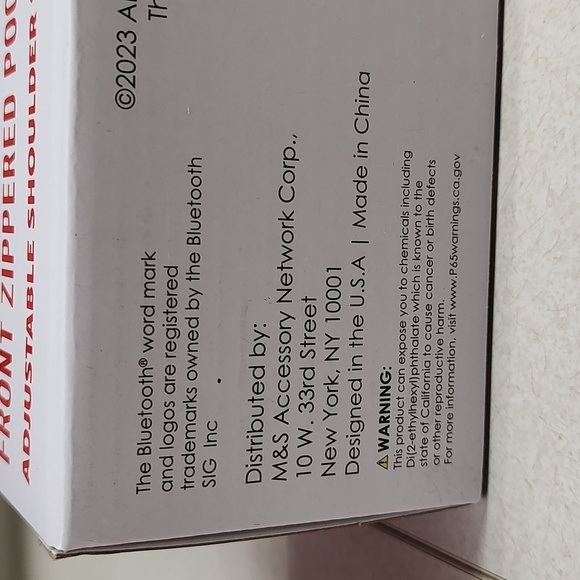 FRONT ZIPPERED
ADJUSTABLE SHOULDER
©2023
The Bluetooth® word mark
and logos are registered
trademarks owned by the Bluetooth
SIG Inc.
Distributed by:
M&S Accessory Network Corp.,
10 W. 33rd Street
New York, NY 10001
Designed in the U.S.A | Made in China
⚠WARNING:
This product can expose you to chemicals including
Di(2-ethylhexyl)phthalate which is known to the
state of California to cause cancer or birth defects
or other reproductive harm.
For more information, visit www.P65warnings.ca.gov